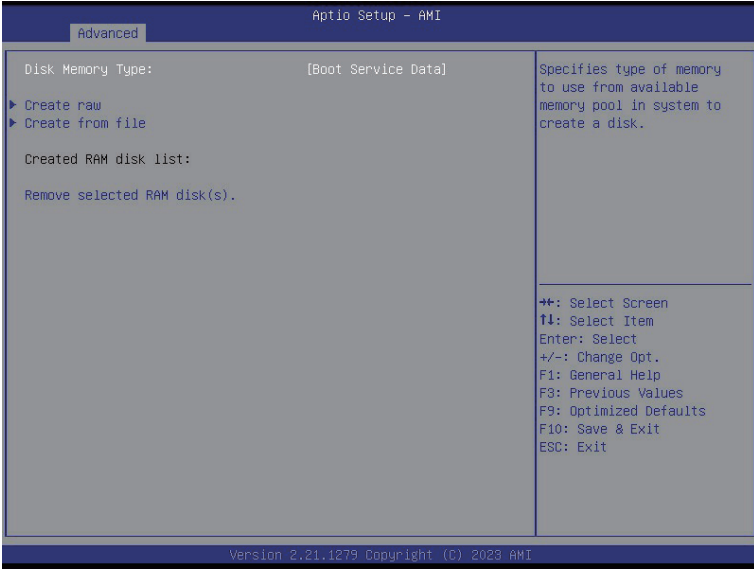 Aptio Setup – AMI
Advanced
Disk Memory Type: [Boot Service Data]
Create raw
Create from file
Created RAM disk list:
Remove selected RAM disk(s).
Specifies type of memory
to use from available
memory pool in system to
create a disk.
→←: Select Screen
↑↓: Select Item
Enter: Select
+/-: Change Opt.
F1: General Help
F3: Previous Values
F9: Optimized Defaults
F10: Save & Exit
ESC: Exit
Version 2.21.1279 Copyright (C) 2023 AMI